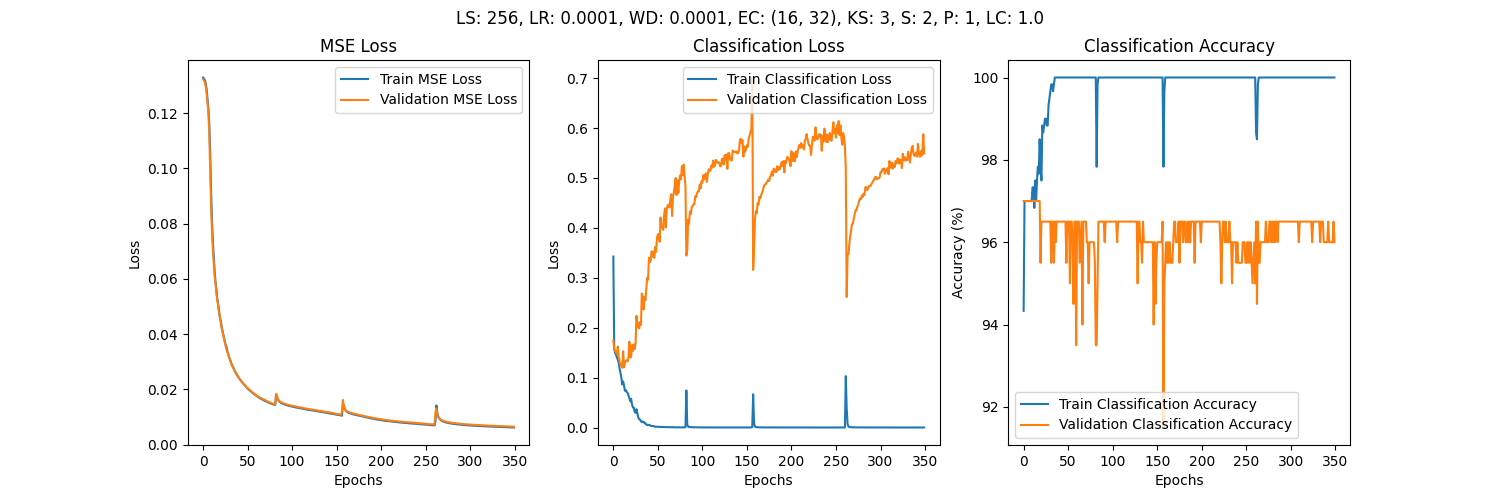 LS: 256, LR: 0.0001, WD: 0.0001, EC: (16, 32), KS: 3, S: 2, P: 1, LC: 1.0
MSE Loss
Train MSE Loss
Validation MSE Loss
Loss
0.12
0.10
0.08
0.06
0.04
0.02
0.00
0
50
100
150
200
250
300
350
Epochs
Classification Loss
Train Classification Loss
Validation Classification Loss
Loss
0.7
0.6
0.5
0.4
0.3
0.2
0.1
0.0
0
50
100
150
200
250
300
350
Epochs
Classification Accuracy
Accuracy (%)
100
98
96
94
92
Train Classification Accuracy
Validation Classification Accuracy
0
50
100
150
200
250
300
350
Epochs